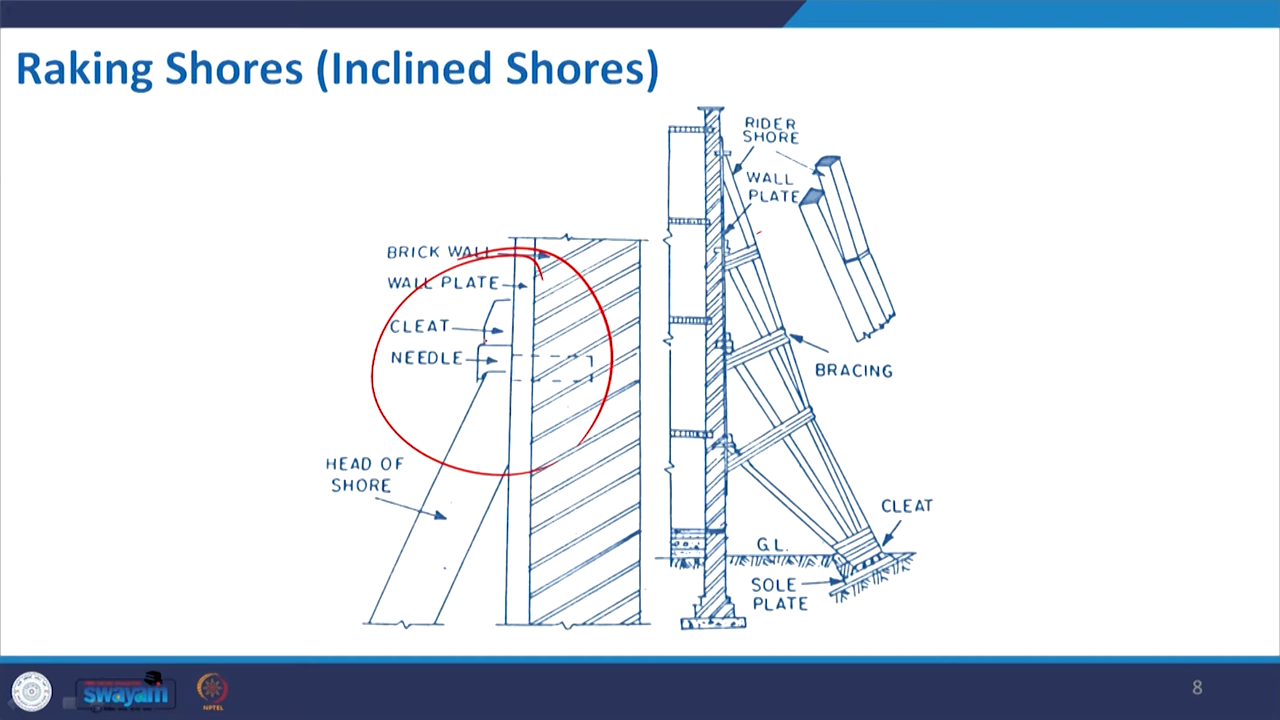 Raking Shores (Inclined Shores)
BRICK WALL
WALL PLATE
CLEAT
NEEDLE
HEAD OF
SHORE
RIDER
SHORE
WALL
PLATE
BRACING
CLEAT
G.L.
SOLE
PLATE
swayam
NPTEL
8